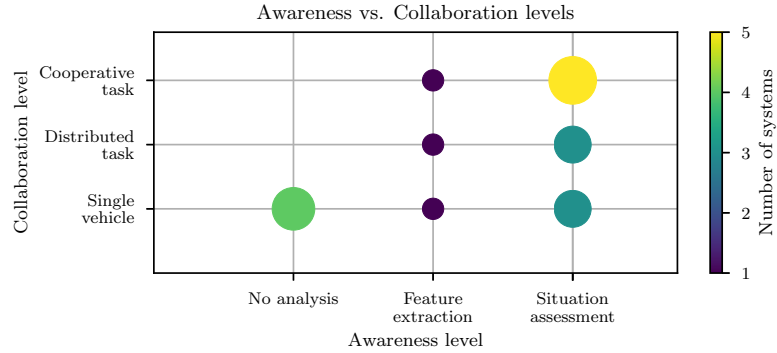 Awareness vs. Collaboration levels
Collaboration level
Cooperative
task
Distributed
task
Single
vehicle
No analysis
Feature
extraction
Situation
assessment
Awareness level
5
4
3
2
1
Number of systems